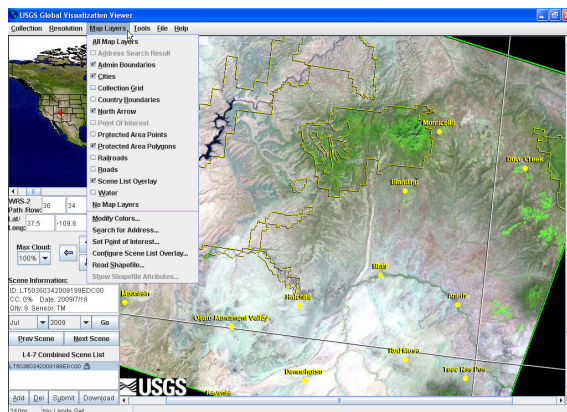 USGS Global Visualization Viewer
Collection Resolution Map Layers Tools File Help
All Map Layers
Address Search Result
Admin Boundaries
Cities
Collection Grid
Country Boundaries
North Arrow
Point Of Interest
Protected Area Points
Protected Area Polygons
Railroads
Roads
Scene List Overlay
Water
No Map Layers
Modify Colors...
Search for Address...
Set Point of Interest...
Configure Scene List Overlay...
Read Shapefile...
Show Shapefile Attributes...
WRS-2
Path /Row: 36 34
Lat/
Long: 37.5 -109.8
Max Cloud:
100%
Scene Information:
ID: LT50360342009199EDC00
CC: 0% Date: 2009/7/18
Qlty: 9 Sensor: TM
Jul 2009 Go
Prev Scene Next Scene
L4-7 Combined Scene List
LT50360342009199EDC00
Add Del Submit Download
240m No Limits Set
Monticello
Dove Creek
Blanding
Bluff
Aneth
Mountain
Halchita
Oljato-Monument Valley
Red Mesa
Teec Nos Pos
Dennehotso
Kayenta
USGS